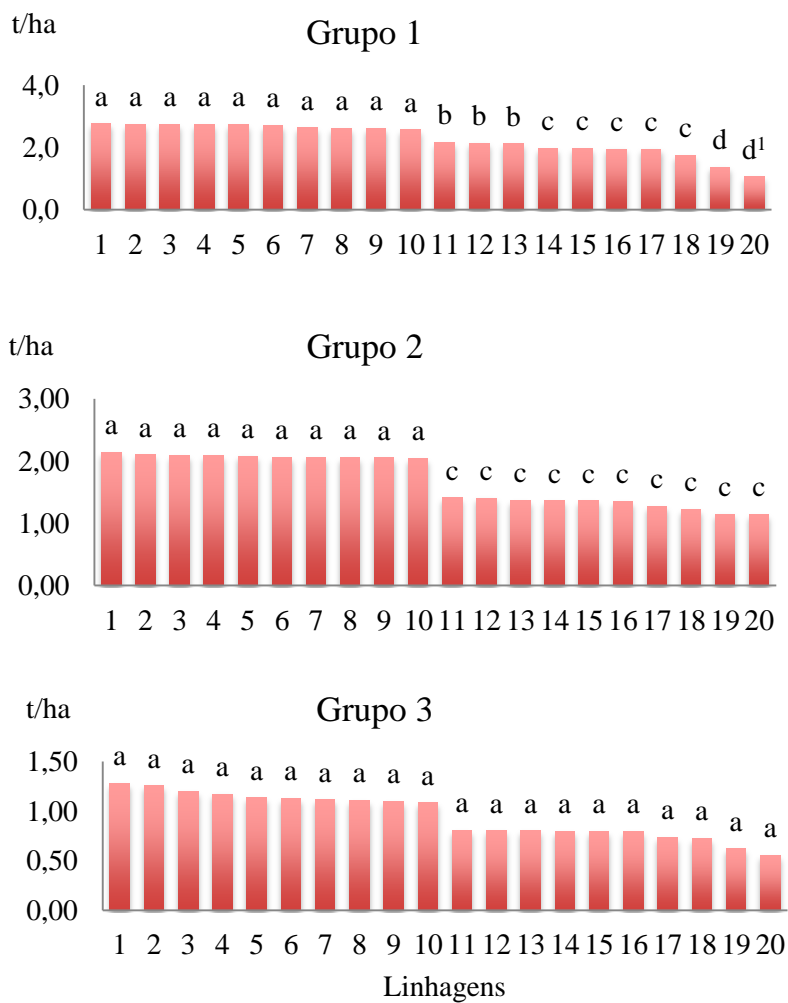 t/ha
Grupo 1
a a a a a a a a a a b b b c c c c c d d¹
4,0
2,0
0,0
1 2 3 4 5 6 7 8 9 10 11 12 13 14 15 16 17 18 19 20
t/ha
Grupo 2
3,00
a a a a a a a a a a c c c c c c c c c c
2,00
1,00
0,00
1 2 3 4 5 6 7 8 9 10 11 12 13 14 15 16 17 18 19 20
t/ha
Grupo 3
1,50
a a a a a a a a a a a a a a a a a a a a
1,00
0,50
0,00
1 2 3 4 5 6 7 8 9 10 11 12 13 14 15 16 17 18 19 20
Linhagens